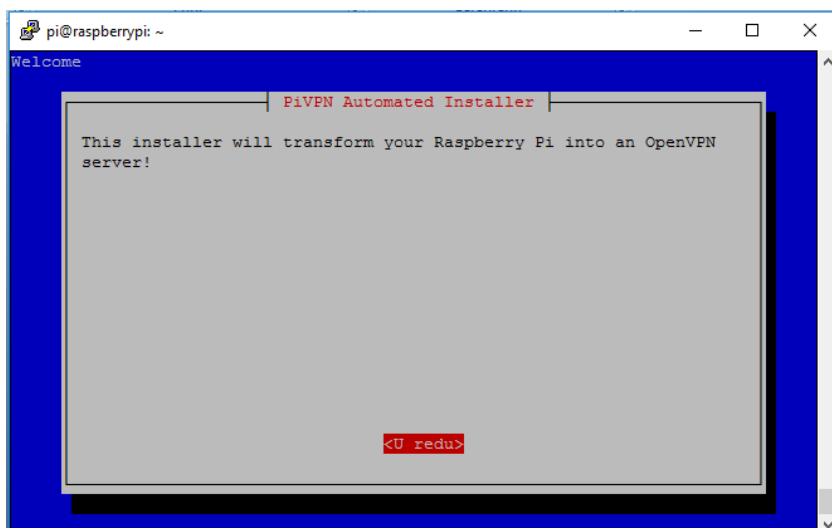 pi@raspberrypi: ~
Welcome
PiVPN Automated Installer
This installer will transform your Raspberry Pi into an OpenVPN
server!
<U redu>